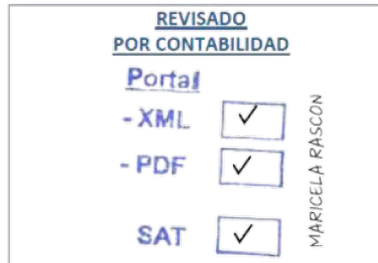 REVISADO
POR CONTABILIDAD
Portal
- XML ✓
- PDF ✓
SAT ✓
MARICELA RASCON